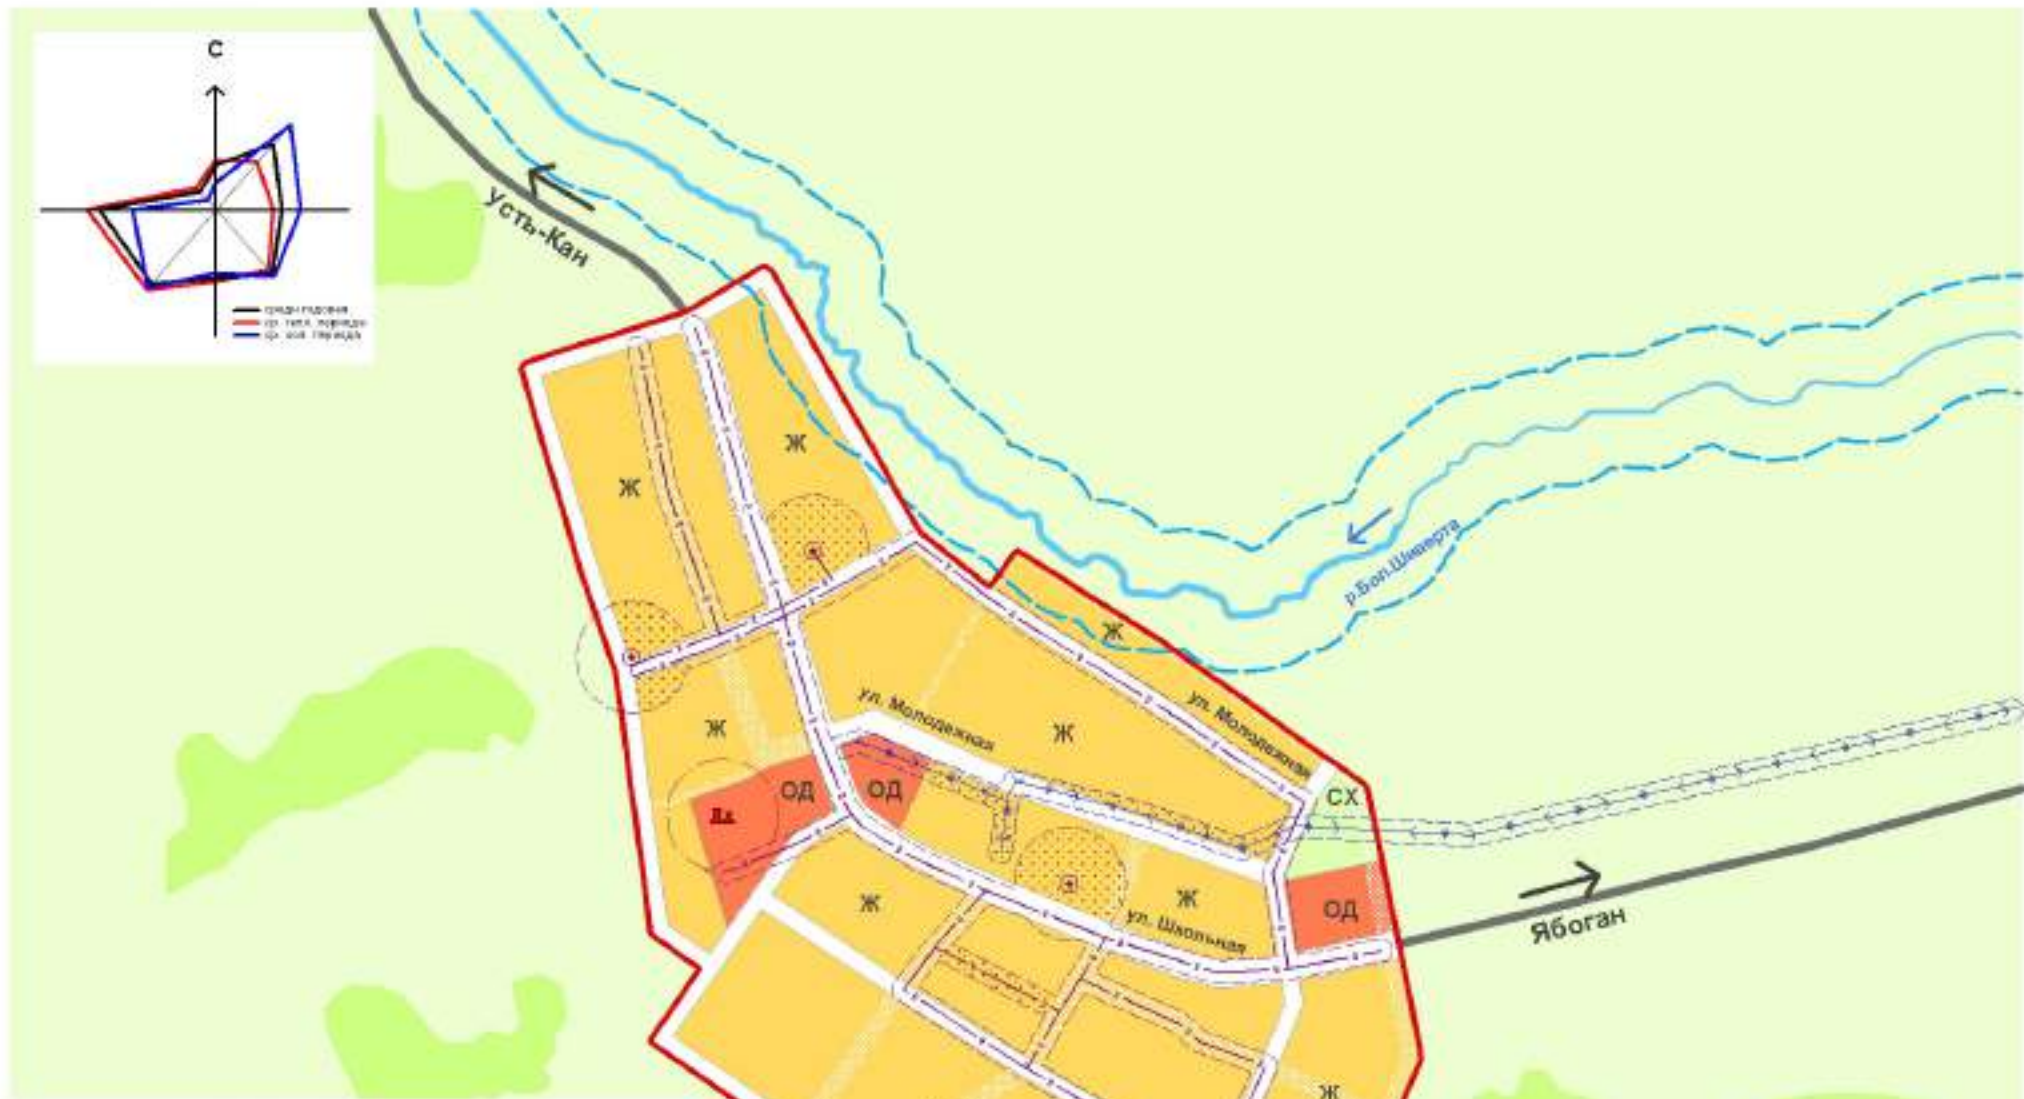 С
Усть-Кан
Ж
Ж
р.Бол.Шиверта
Ж
ул. Молодежная
ул. Молодежная
Ж
Ж
ОД
ОД
СХ
Ж
Ж
ул. Школьная
ОД
Ябоган
Ж